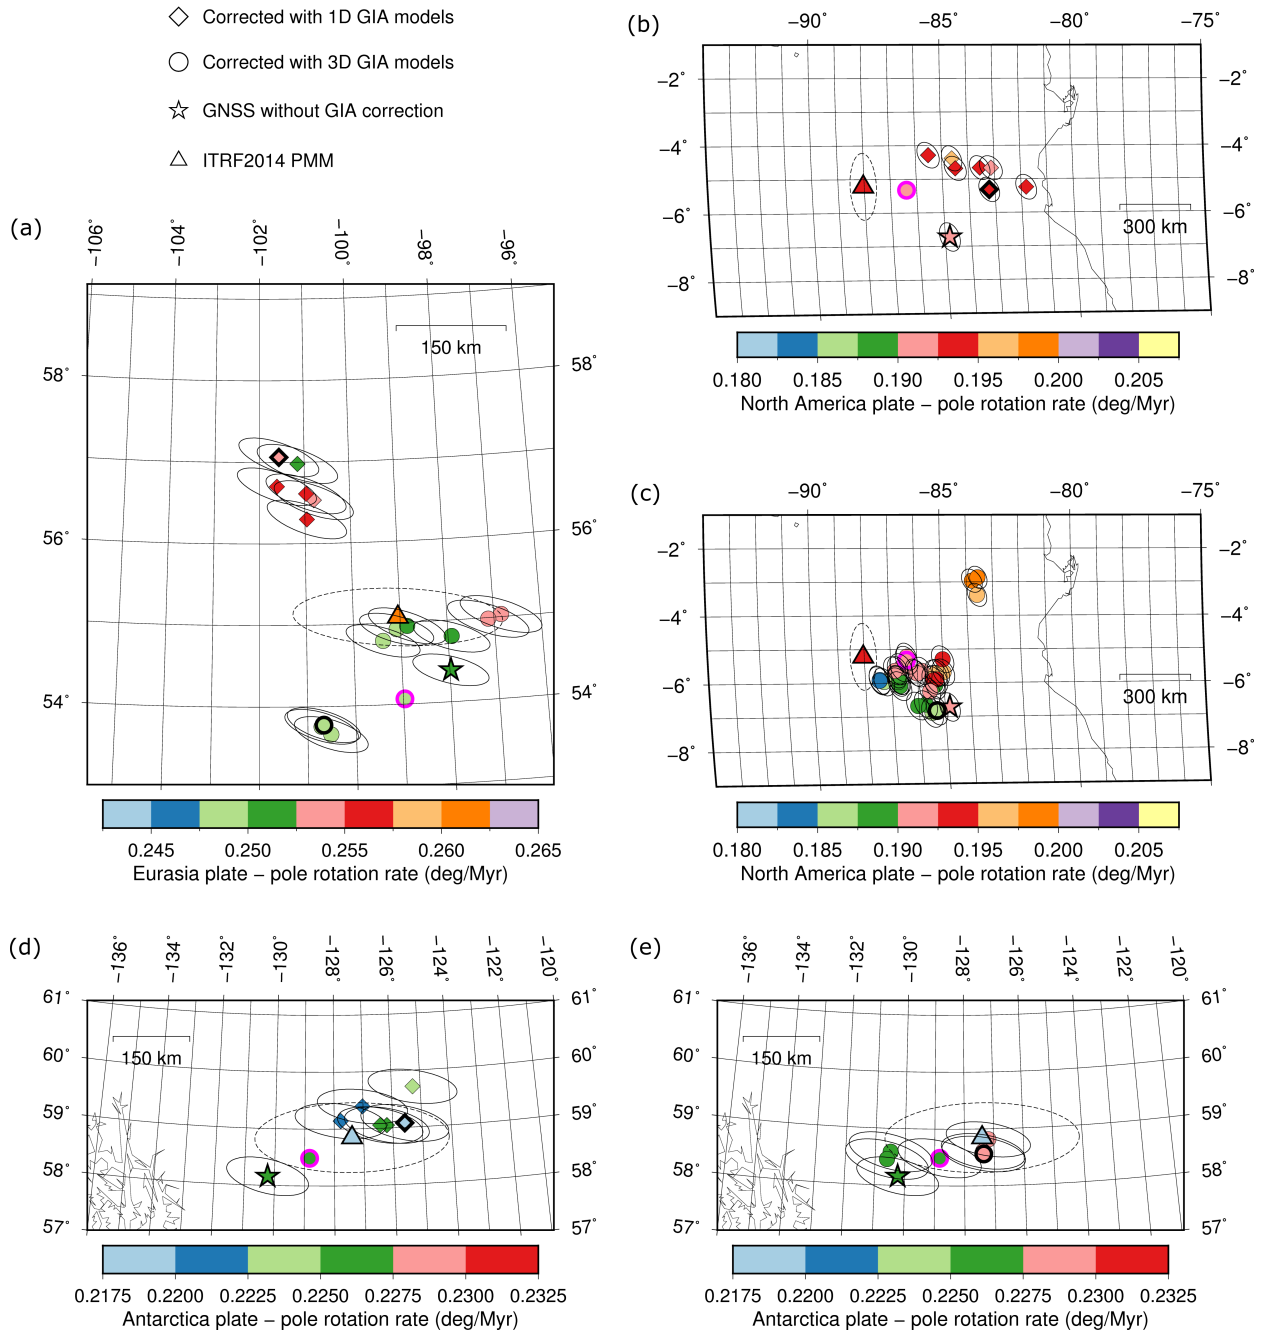 Corrected with 1D GIA models
Corrected with 3D GIA models
GNSS without GIA correction
ITRF2014 PMM
(a)
−106˚ −104˚ −102˚ −100˚ −98˚ −96˚
150 km
58˚ 58˚
56˚ 56˚
54˚ 54˚
0.245 0.250 0.255 0.260 0.265
Eurasia plate − pole rotation rate (deg/Myr)
(b)
−90˚ −85˚ −80˚ −75˚
−2˚ −2˚
−4˚ −4˚
−6˚ −6˚
−8˚ −8˚
300 km
0.180 0.185 0.190 0.195 0.200 0.205
North America plate − pole rotation rate (deg/Myr)
(c)
−90˚ −85˚ −80˚ −75˚
−2˚ −2˚
−4˚ −4˚
−6˚ −6˚
−8˚ −8˚
300 km
0.180 0.185 0.190 0.195 0.200 0.205
North America plate − pole rotation rate (deg/Myr)
(d)
−136˚ −134˚ −132˚ −130˚ −128˚ −126˚ −124˚ −122˚ −120˚
61˚ 61˚
60˚ 60˚
59˚ 59˚
58˚ 58˚
57˚ 57˚
150 km
0.2175 0.2200 0.2225 0.2250 0.2275 0.2300 0.2325
Antarctica plate − pole rotation rate (deg/Myr)
(e)
−136˚ −134˚ −132˚ −130˚ −128˚ −126˚ −124˚ −122˚ −120˚
61˚ 61˚
60˚ 60˚
59˚ 59˚
58˚ 58˚
57˚ 57˚
150 km
0.2175 0.2200 0.2225 0.2250 0.2275 0.2300 0.2325
Antarctica plate − pole rotation rate (deg/Myr)